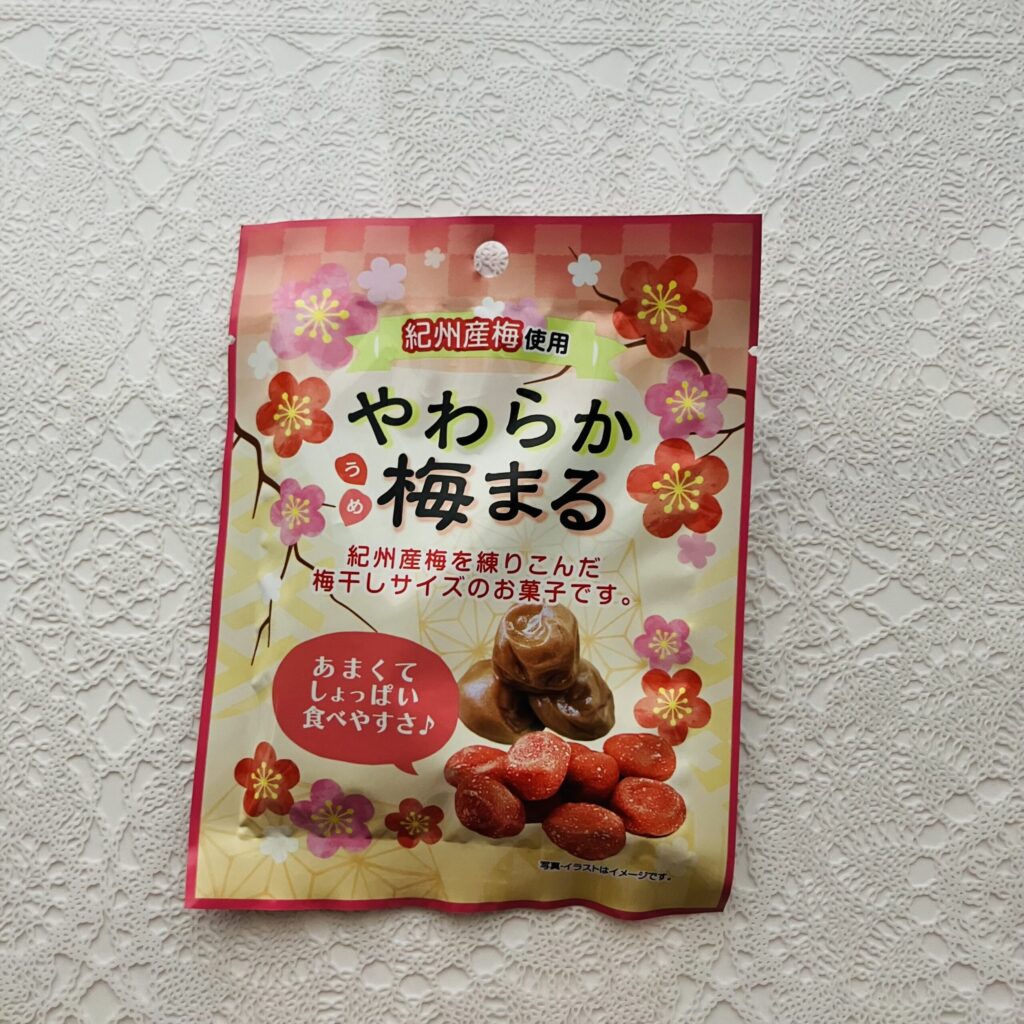 紀州産梅使用
やわらか
うめ
梅まる
紀州産梅を練りこんだ
梅干しサイズのお菓子です。
あまくて
しょっぱい
食べやすさ♪
写真・イラストはイメージです。